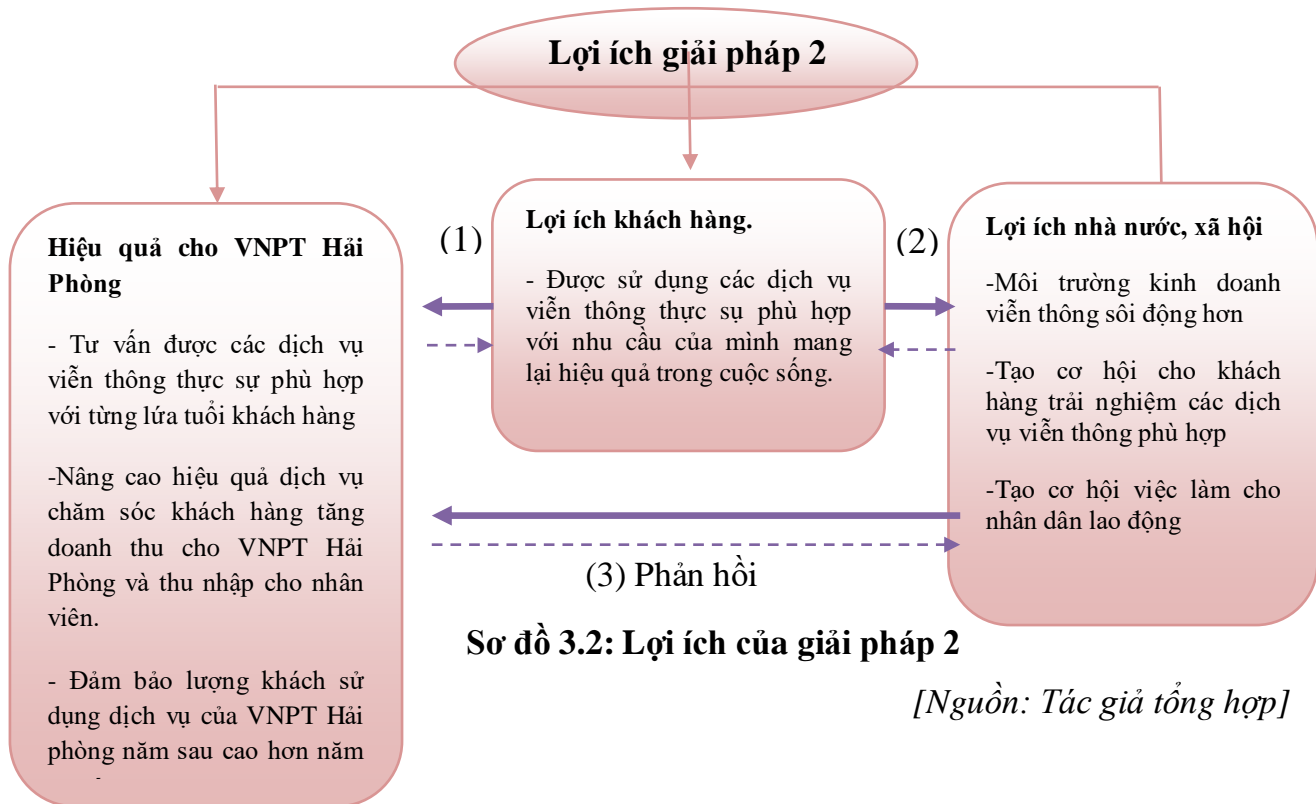 Lợi ích giải pháp 2
Hiệu quả cho VNPT Hải
Phòng
- Tư vấn được các dịch vụ
viễn thông thực sự phù hợp
với từng lứa tuổi khách hàng
-Nâng cao hiệu quả dịch vụ
chăm sóc khách hàng tăng
doanh thu cho VNPT Hải
Phòng và thu nhập cho nhân
viên.
- Đảm bảo lượng khách sử
dụng dịch vụ của VNPT Hải
phòng năm sau cao hơn năm
(1)
Lợi ích khách hàng.
- Được sử dụng các dịch vụ
viễn thông thực sụ phù hợp
với nhu cầu của mình mang
lại hiệu quả trong cuộc sống.
(2)
Lợi ích nhà nước, xã hội
-Môi trường kinh doanh
viễn thông sôi động hơn
-Tạo cơ hội cho khách
hàng trải nghiệm các dịch
vụ viễn thông phù hợp
-Tạo cơ hội việc làm cho
nhân dân lao động
(3) Phản hồi
Sơ đồ 3.2: Lợi ích của giải pháp 2
[Nguồn: Tác giả tổng hợp]